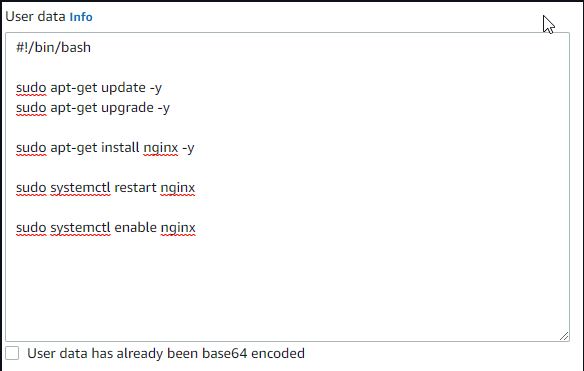 User data Info
#!/bin/bash
sudo apt-get update -y
sudo apt-get upgrade -y
sudo apt-get install nginx -y
sudo systemctl restart nginx
sudo systemctl enable nginx
User data has already been base64 encoded